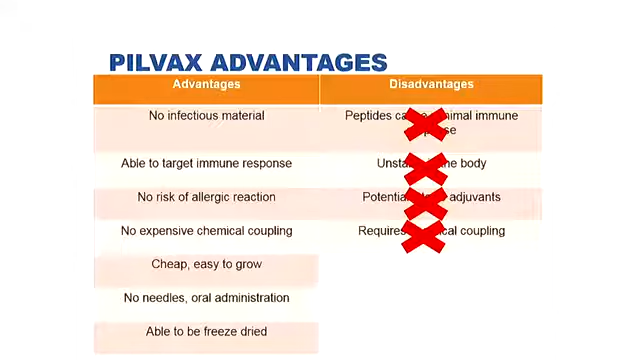 PILVAX ADVANTAGES
Advantages
Disadvantages
No infectious material
Peptides immune
Able to target immune response
Unstable the body
No risk of allergic reaction
adjuvants
No expensive chemical coupling
Requires coupling
Cheap, easy to grow
No needles, oral administration
Able to be freeze dried